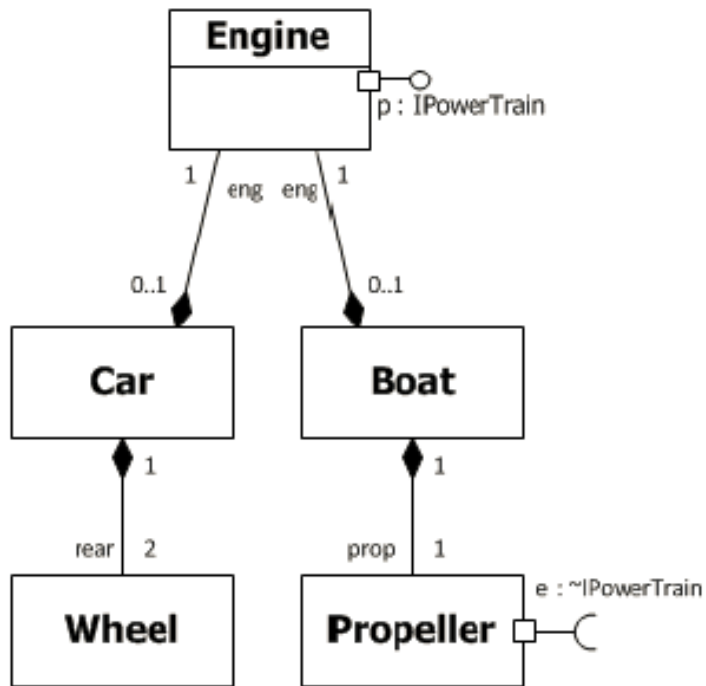 Engine
p : IPowerTrain
1 eng eng 1
0..1 0..1
Car Boat
1 1
rear 2 prop 1
e : ~IPowerTrain
Wheel Propeller